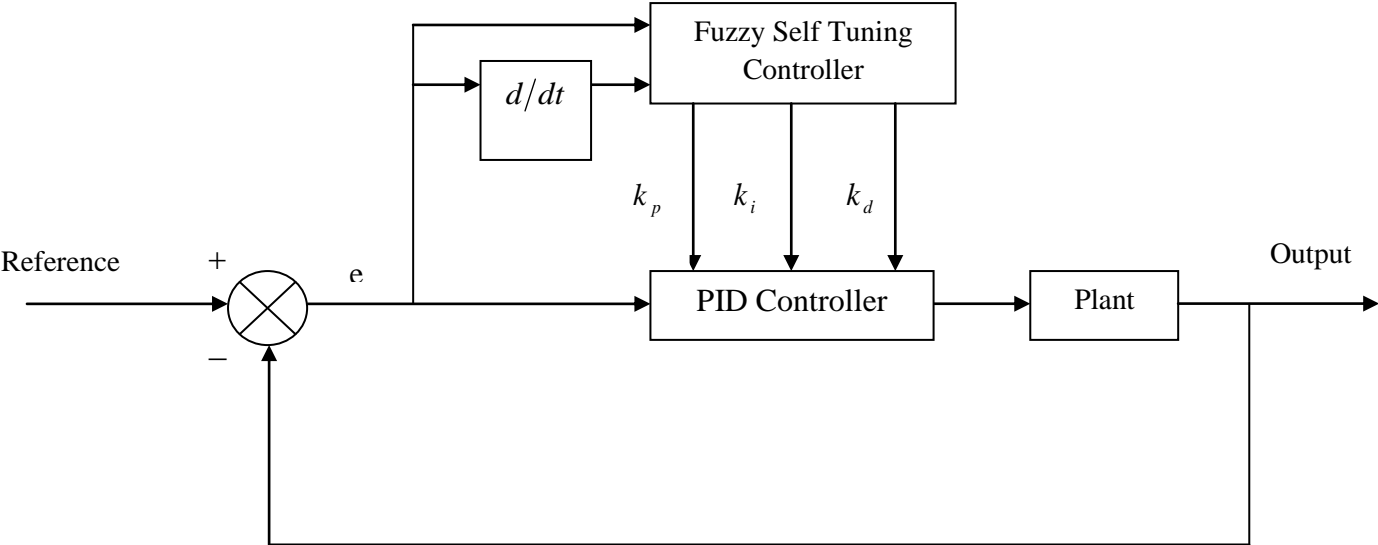 Fuzzy Self Tuning
Controller
d/dt
k_p
k_i
k_d
Reference
+
e
PID Controller
Plant
Output
−